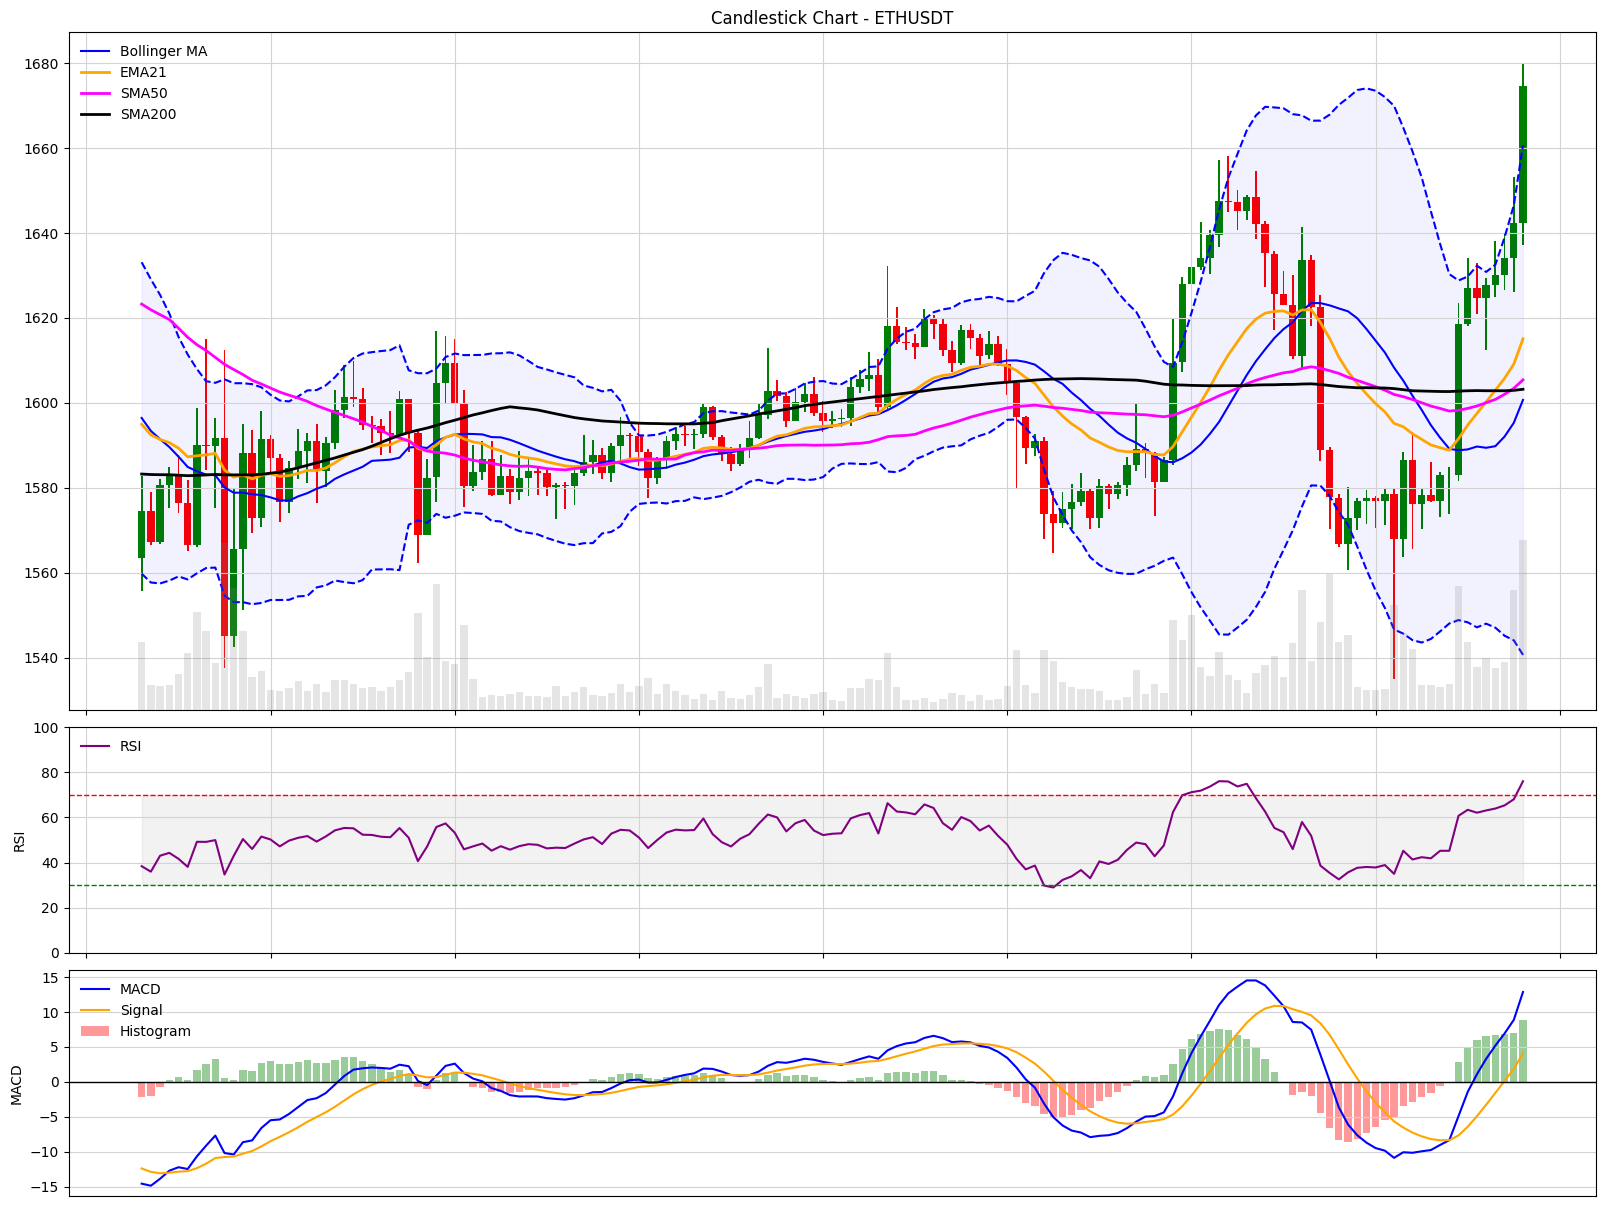 Candlestick Chart - ETHUSDT
Bollinger MA
EMA21
SMA50
SMA200
1680
1660
1640
1620
1600
1580
1560
1540
RSI
100
80
60
40
20
0
RSI
MACD
Signal
Histogram
15
10
5
0
−5
−10
−15
MACD